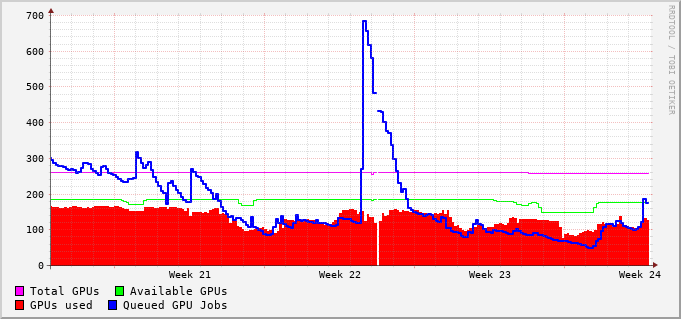 700
600
500
400
300
200
100
0
Week 21 Week 22 Week 23 Week 24
Total GPUs Available GPUs
GPUs used Queued GPU Jobs
RRDTOOL / TOBI OETIKER